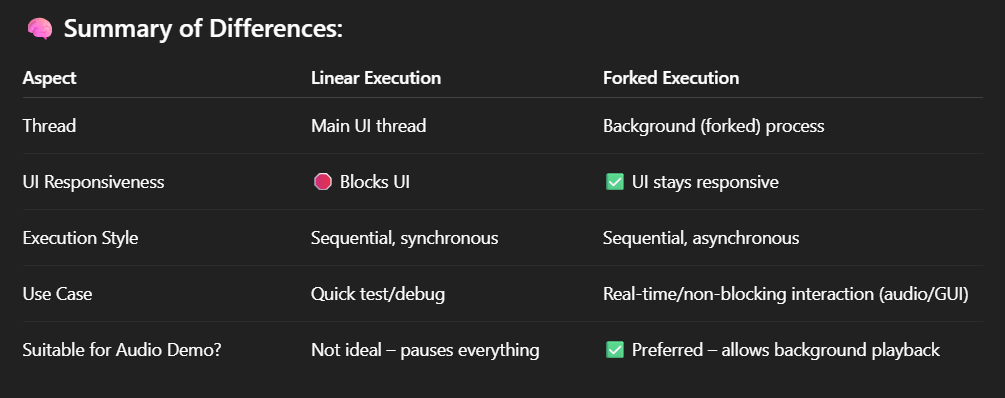 🧠 Summary of Differences:
Aspect Linear Execution Forked Execution
Thread Main UI thread Background (forked) process
UI Responsiveness 🛑 Blocks UI ✅ UI stays responsive
Execution Style Sequential, synchronous Sequential, asynchronous
Use Case Quick test/debug Real-time/non-blocking interaction (audio/GUI)
Suitable for Audio Demo? Not ideal – pauses everything ✅ Preferred – allows background playback